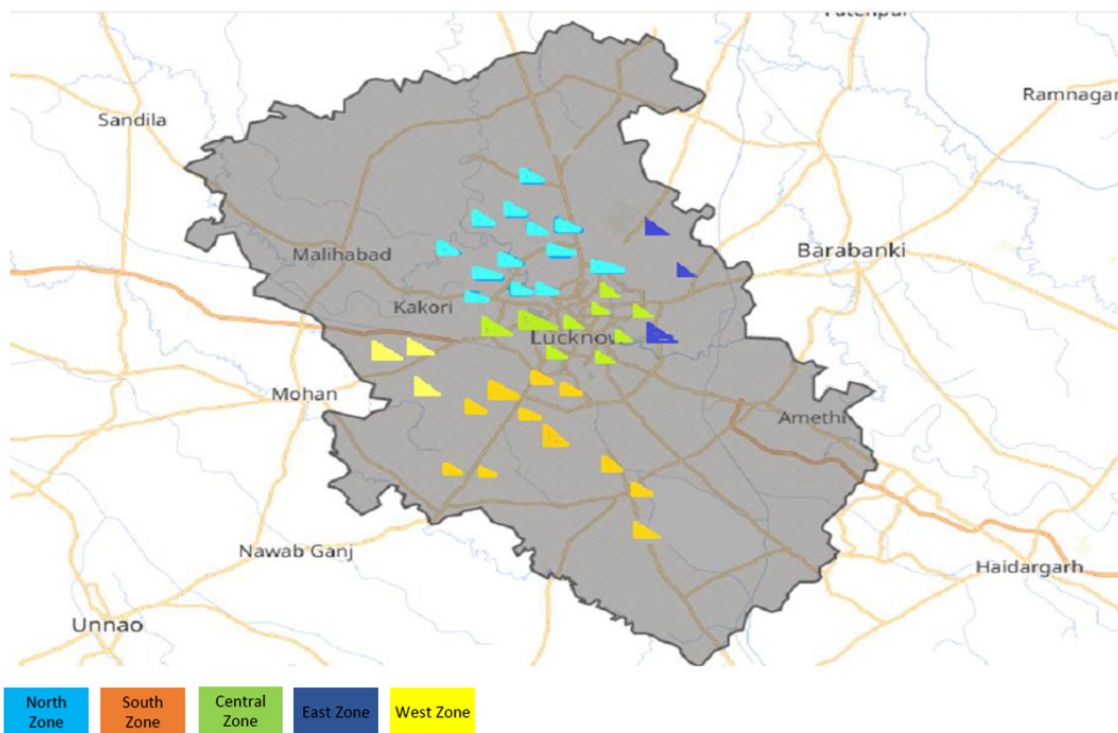 Sandila
Ramnagar
Malihabad
Barabanki
Kakori
Lucknow
Mohan
Amethi
Nawab Ganj
Haidargarh
Unnao
North
Zone
South
Zone
Central
Zone
East Zone
West Zone